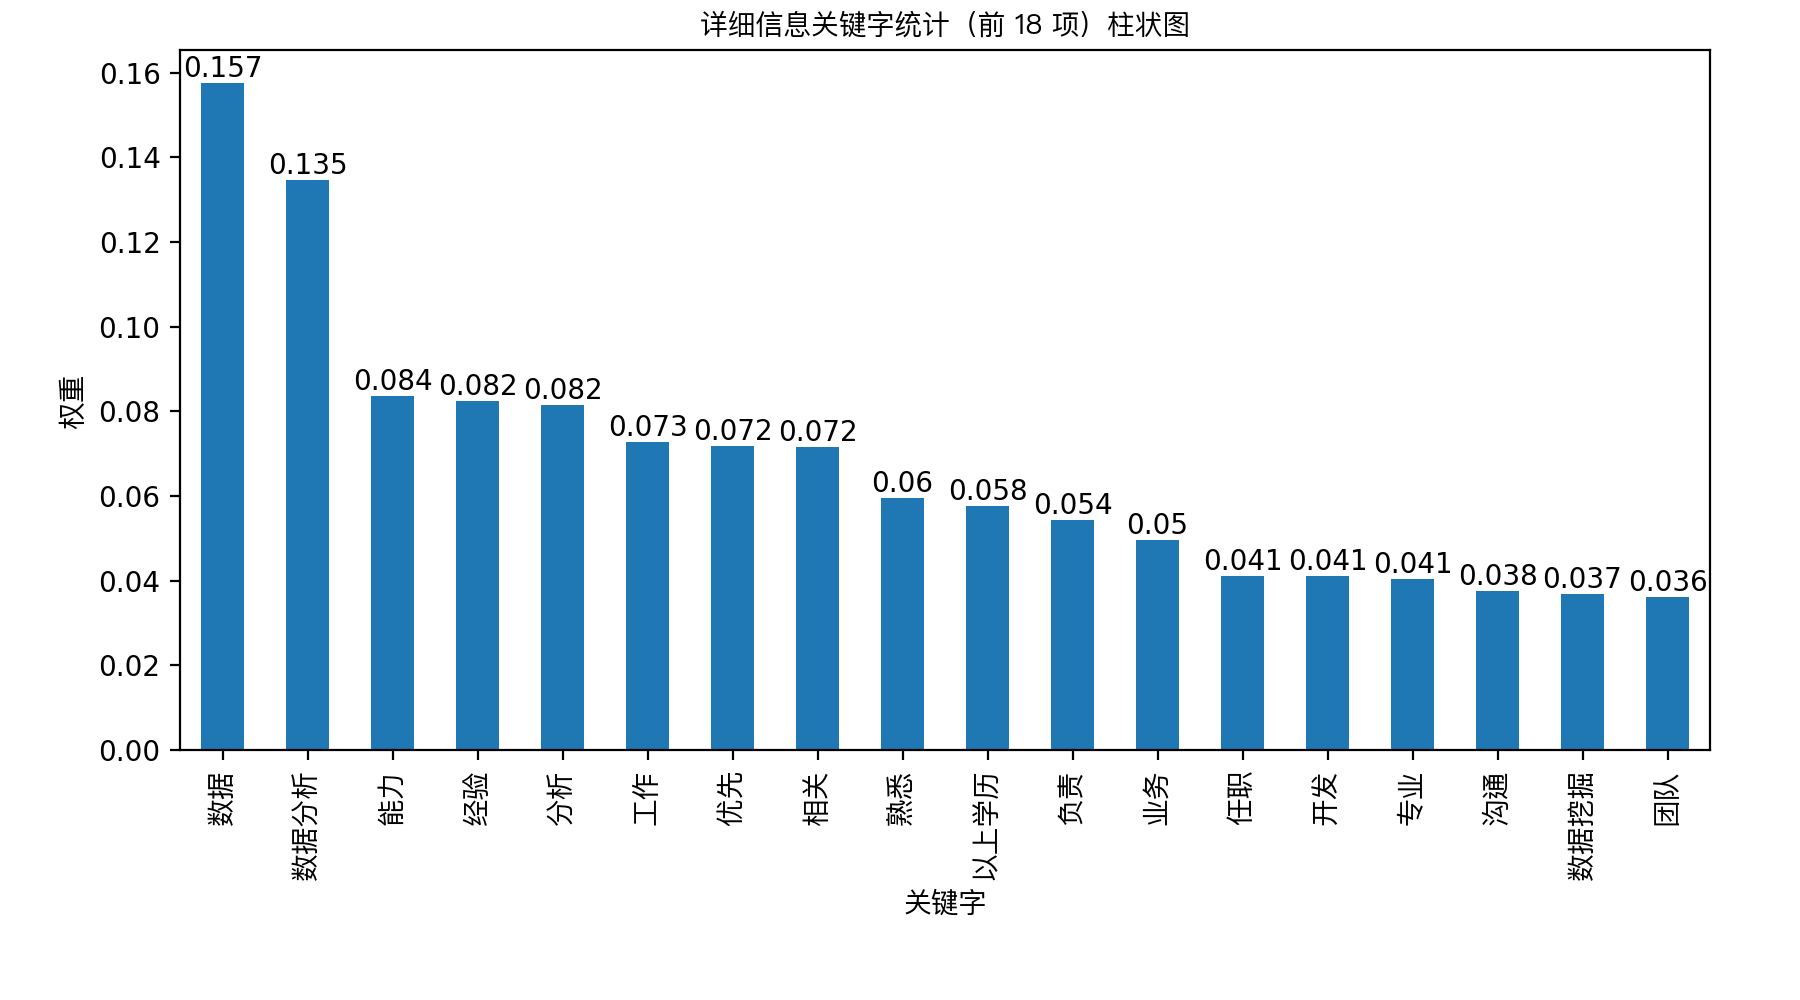 详细信息关键字统计（前 18 项）柱状图
权重
0.16
0.14
0.12
0.10
0.08
0.06
0.04
0.02
0.00
0.157
0.135
0.084
0.082
0.082
0.073
0.072
0.072
0.06
0.058
0.054
0.05
0.041
0.041
0.041
0.038
0.037
0.036
数据
数据分析
能力
经验
分析
工作
优先
相关
熟悉
以上学历
负责
业务
任职
开发
专业
沟通
数据挖掘
团队
关键字